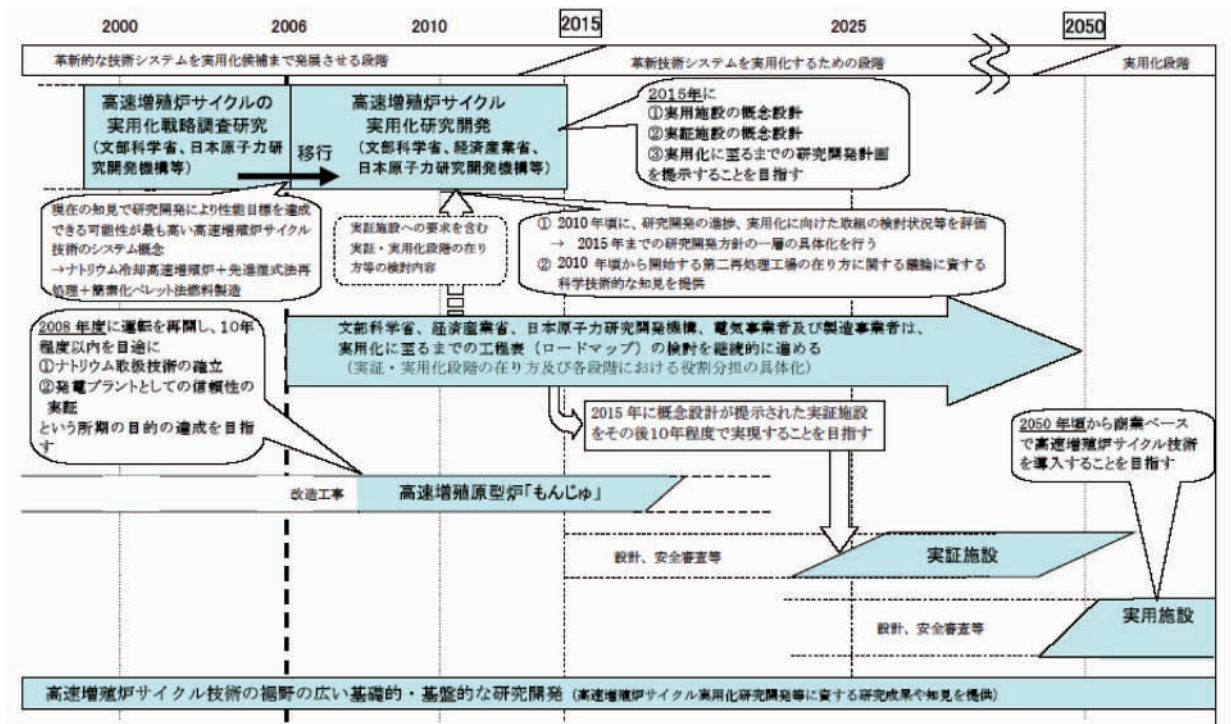 2000
2006
2010
2015
2025
2050
革新的な技術システムを実用化候補まで発展させる段階
革新技術システムを実用化するための段階
実用化段階
高速増殖炉サイクルの
実用化戦略調査研究
(文部科学省、日本原子力研
究開発機構等)
移行
高速増殖炉サイクル
実用化研究開発
(文部科学省、経済産業省、
日本原子力研究開発機構等)
2015年に
①実用施設の概念設計
②実証施設の概念設計
③実用化に至るまでの研究開発計画
を提示することを目指す
現在の知見で研究開発により性能目標を達成
できる可能性が最も高い高速増殖炉サイクル
技術のシステム概念
→ナトリウム冷却高速増殖炉+先進湿式法再
処理+簡素化ペレット法燃料製造
実証施設への要求を含む
実証・実用化段階の在り
方等の検討内容
① 2010年頃に、研究開発の進捗、実用化に向けた取組の検討状況等を評価
→ 2015年までの研究開発方針の一層の具体化を行う
② 2010年頃から開始する第二再処理工場の在り方に関する議論に資する
科学技術的な知見を提供
2008年度に運転を再開し、10年
程度以内を目途に
①ナトリウム取扱技術の確立
②発電プラントとしての信頼性の
実証
という所期の目的の達成を目指
す
文部科学省、経済産業省、日本原子力研究開発機構、電気事業者及び製造事業者は、
実用化に至るまでの工程表(ロードマップ)の検討を継続的に進める
(実証・実用化段階の在り方及び各段階における役割分担の具体化)
2015年に概念設計が提示された実証施設
をその後10年程度で実現することを目指す
2050年頃から商業ベース
で高速増殖炉サイクル技術
を導入することを目指す
改造工事
高速増殖原型炉「もんじゅ」
設計、安全審査等
実証施設
設計、安全審査等
実用施設
高速増殖炉サイクル技術の裾野の広い基礎的・基盤的な研究開発(高速増殖炉サイクル実用化研究開発等に資する研究成果や知見を提供)